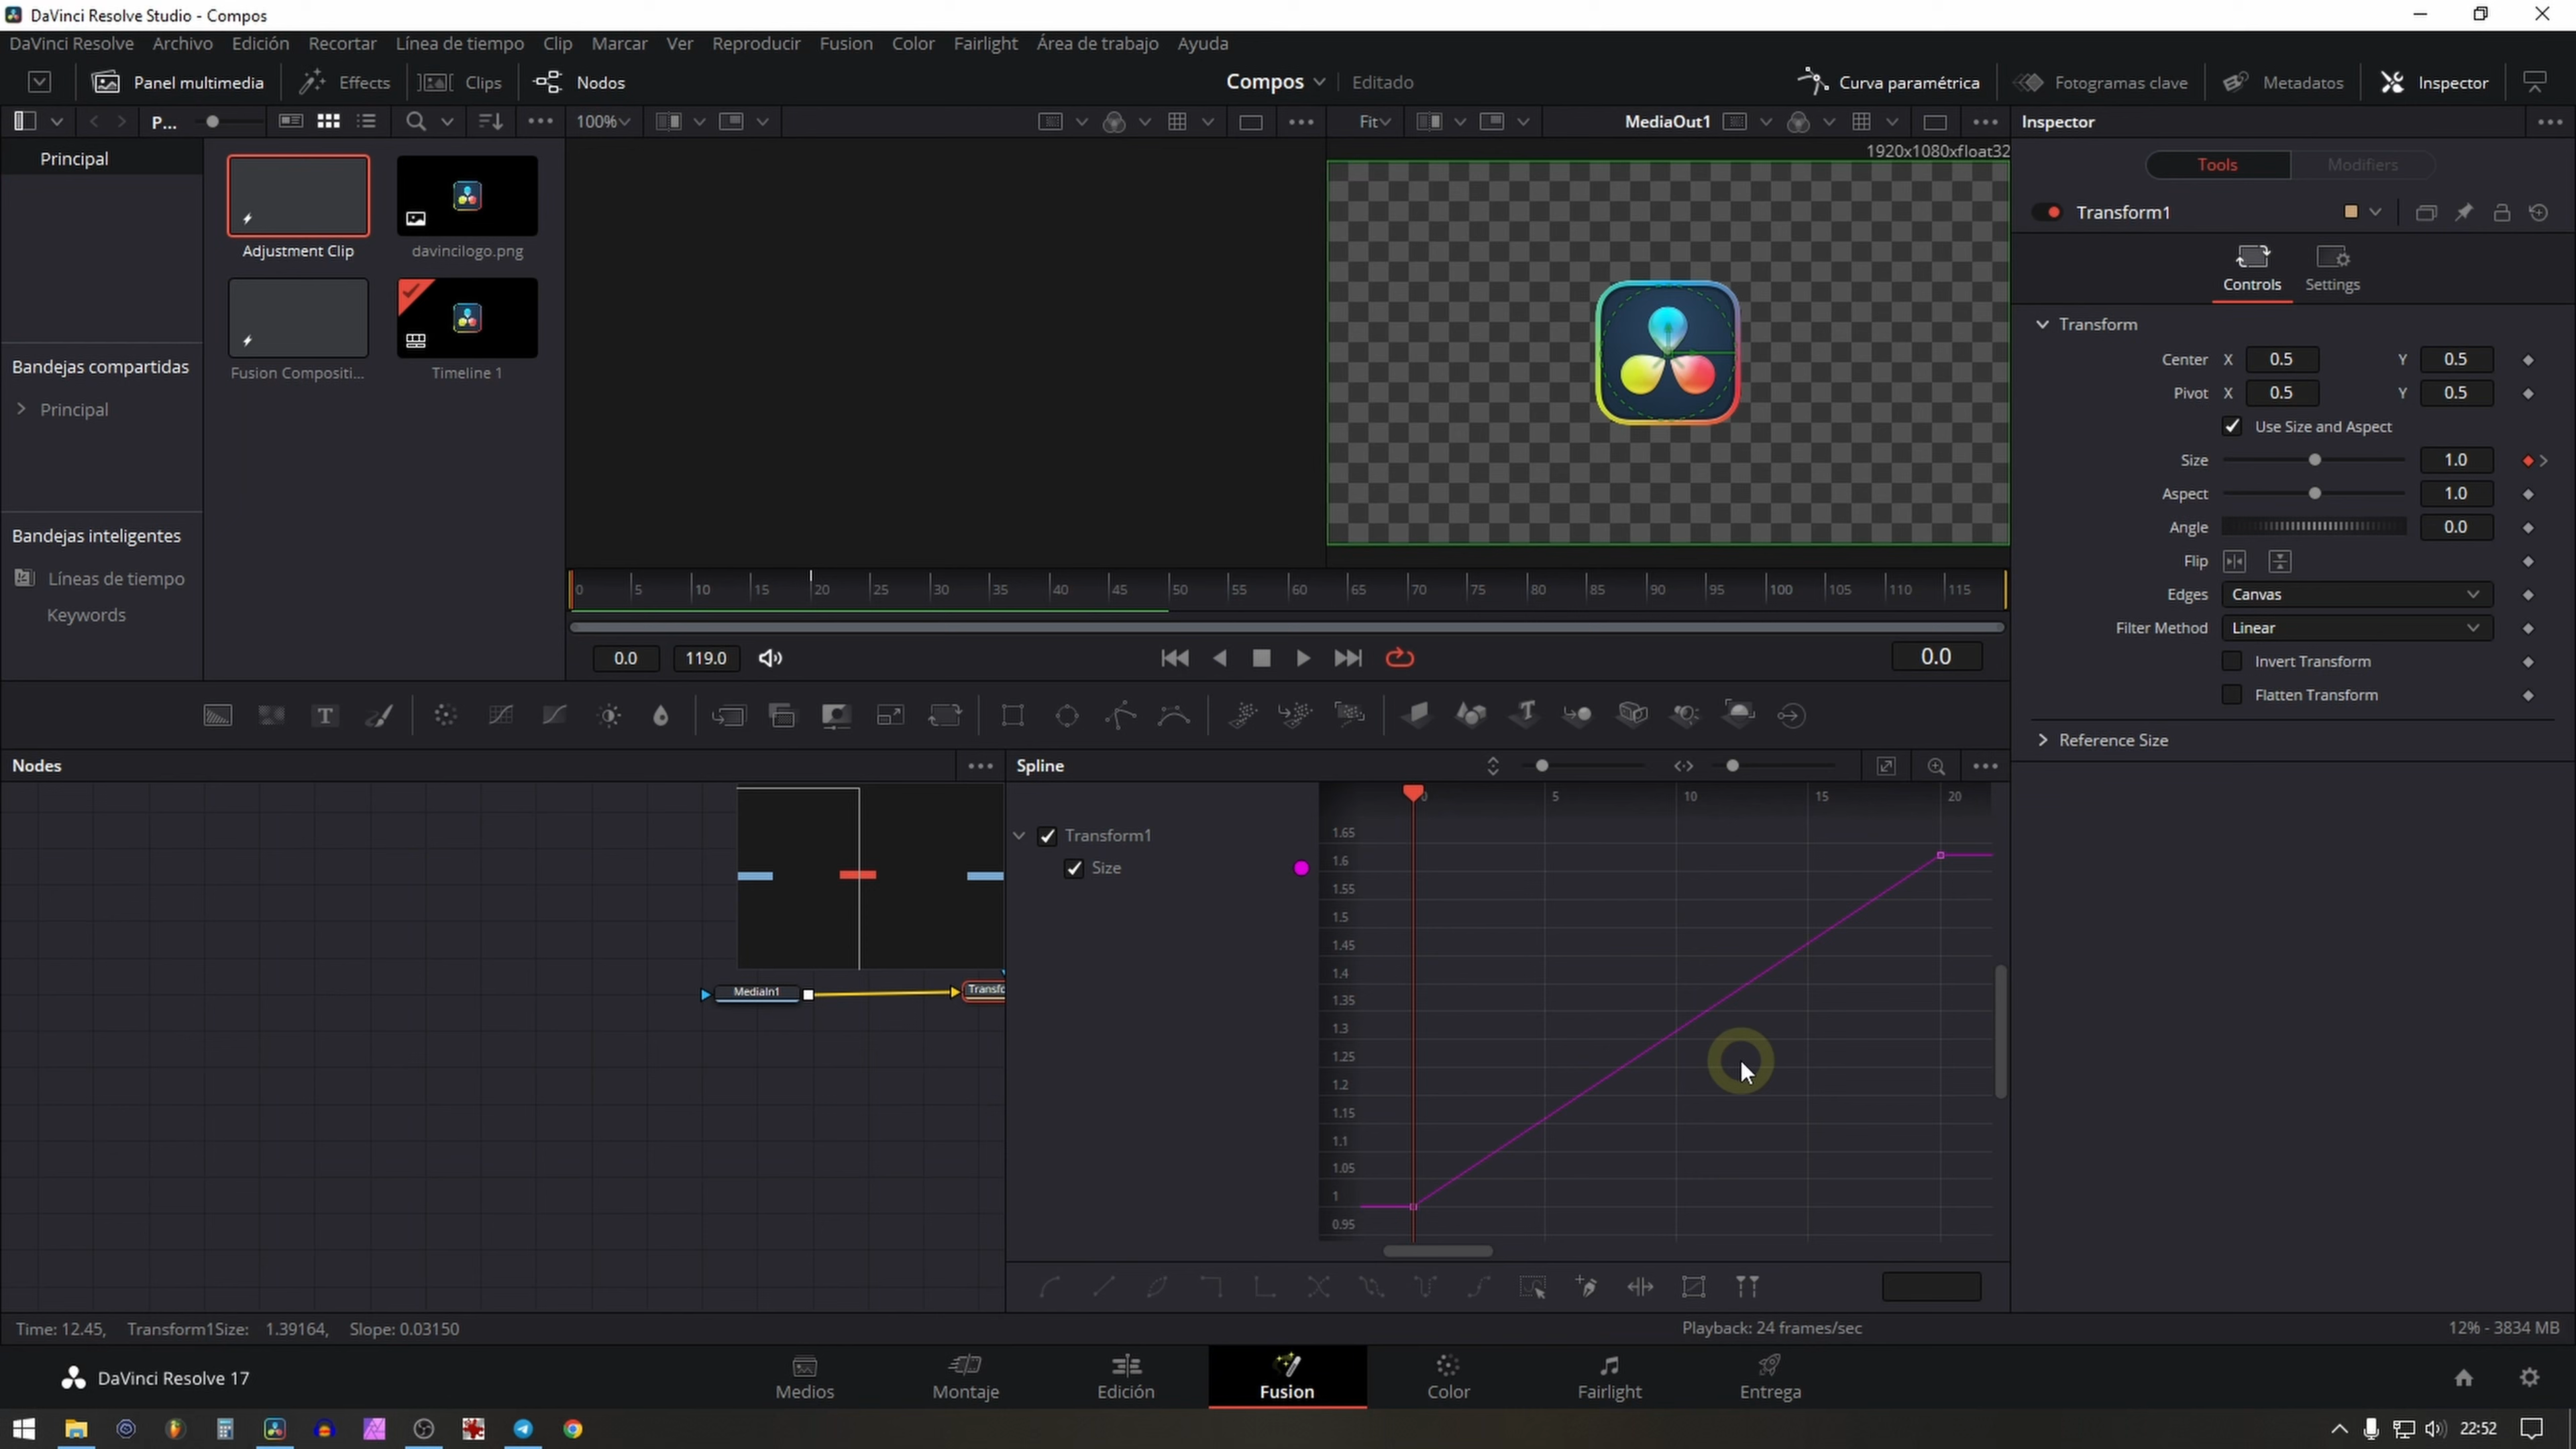 DaVinci Resolve Studio - Compos
DaVinci Resolve Archivo Edición Recortar Línea de tiempo Clip Marcar Ver Reproducir Fusion Color Fairlight Área de trabajo Ayuda
Panel multimedia Effects Clips Nodos Compos Editado Curva paramétrica Fotogramas clave Metadatos Inspector
P... 100% Fit MediaOut1 Inspector
1920x1080xfloat32
Principal
Tools Modifiers
Transform1
Adjustment Clip davincilogo.png
Controls Settings
Fusion Compositi... Timeline 1
Bandejas compartidas
Principal
Bandejas inteligentes
Líneas de tiempo
Keywords
Transform
Center X 0.5 Y 0.5
Pivot X 0.5 Y 0.5
Use Size and Aspect
Size 1.0
Aspect 1.0
Angle 0.0
Flip
Edges Canvas
Filter Method Linear
Invert Transform
Flatten Transform
Reference Size
0 5 10 15 20 25 30 35 40 45 50 55 60 65 70 75 80 85 90 95 100 105 110 115
0.0 119.0 0.0
Nodes
Spline
0 5 10 15 20
Transform1
Size
1.65
1.6
1.55
1.5
1.45
1.4
1.35
1.3
1.25
1.2
1.15
1.1
1.05
1
0.95
MediaIn1 Transfo
Time: 12.45, Transform1Size: 1.39164, Slope: 0.03150 Playback: 24 frames/sec 12% - 3834 MB
DaVinci Resolve 17 Medios Montaje Edición Fusion Color Fairlight Entrega
22:52